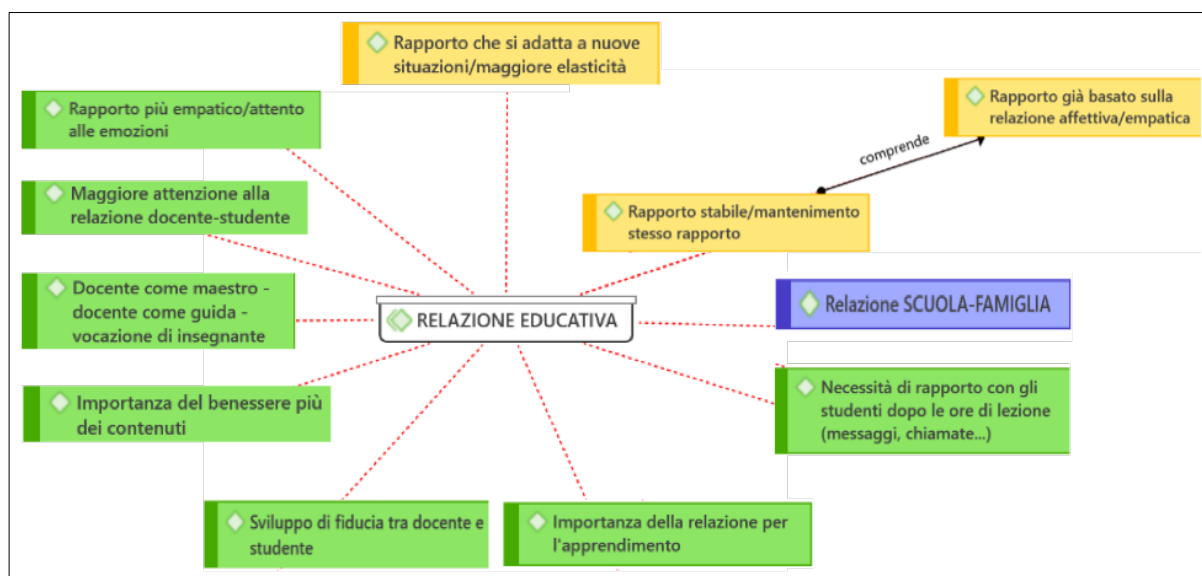 Rapporto che si adatta a nuove
situazioni/maggiore elasticità
Rapporto già basato sulla
relazione affettiva/empatica
comprende
Rapporto più empatico/attento
alle emozioni
Maggiore attenzione alla
relazione docente-studente
Rapporto stabile/mantenimento
stesso rapporto
Docente come maestro -
docente come guida -
vocazione di insegnante
RELAZIONE EDUCATIVA
Relazione SCUOLA-FAMIGLIA
Importanza del benessere più
dei contenuti
Necessità di rapporto con gli
studenti dopo le ore di lezione
(messaggi, chiamate...)
Sviluppo di fiducia tra docente e
studente
Importanza della relazione per
l'apprendimento